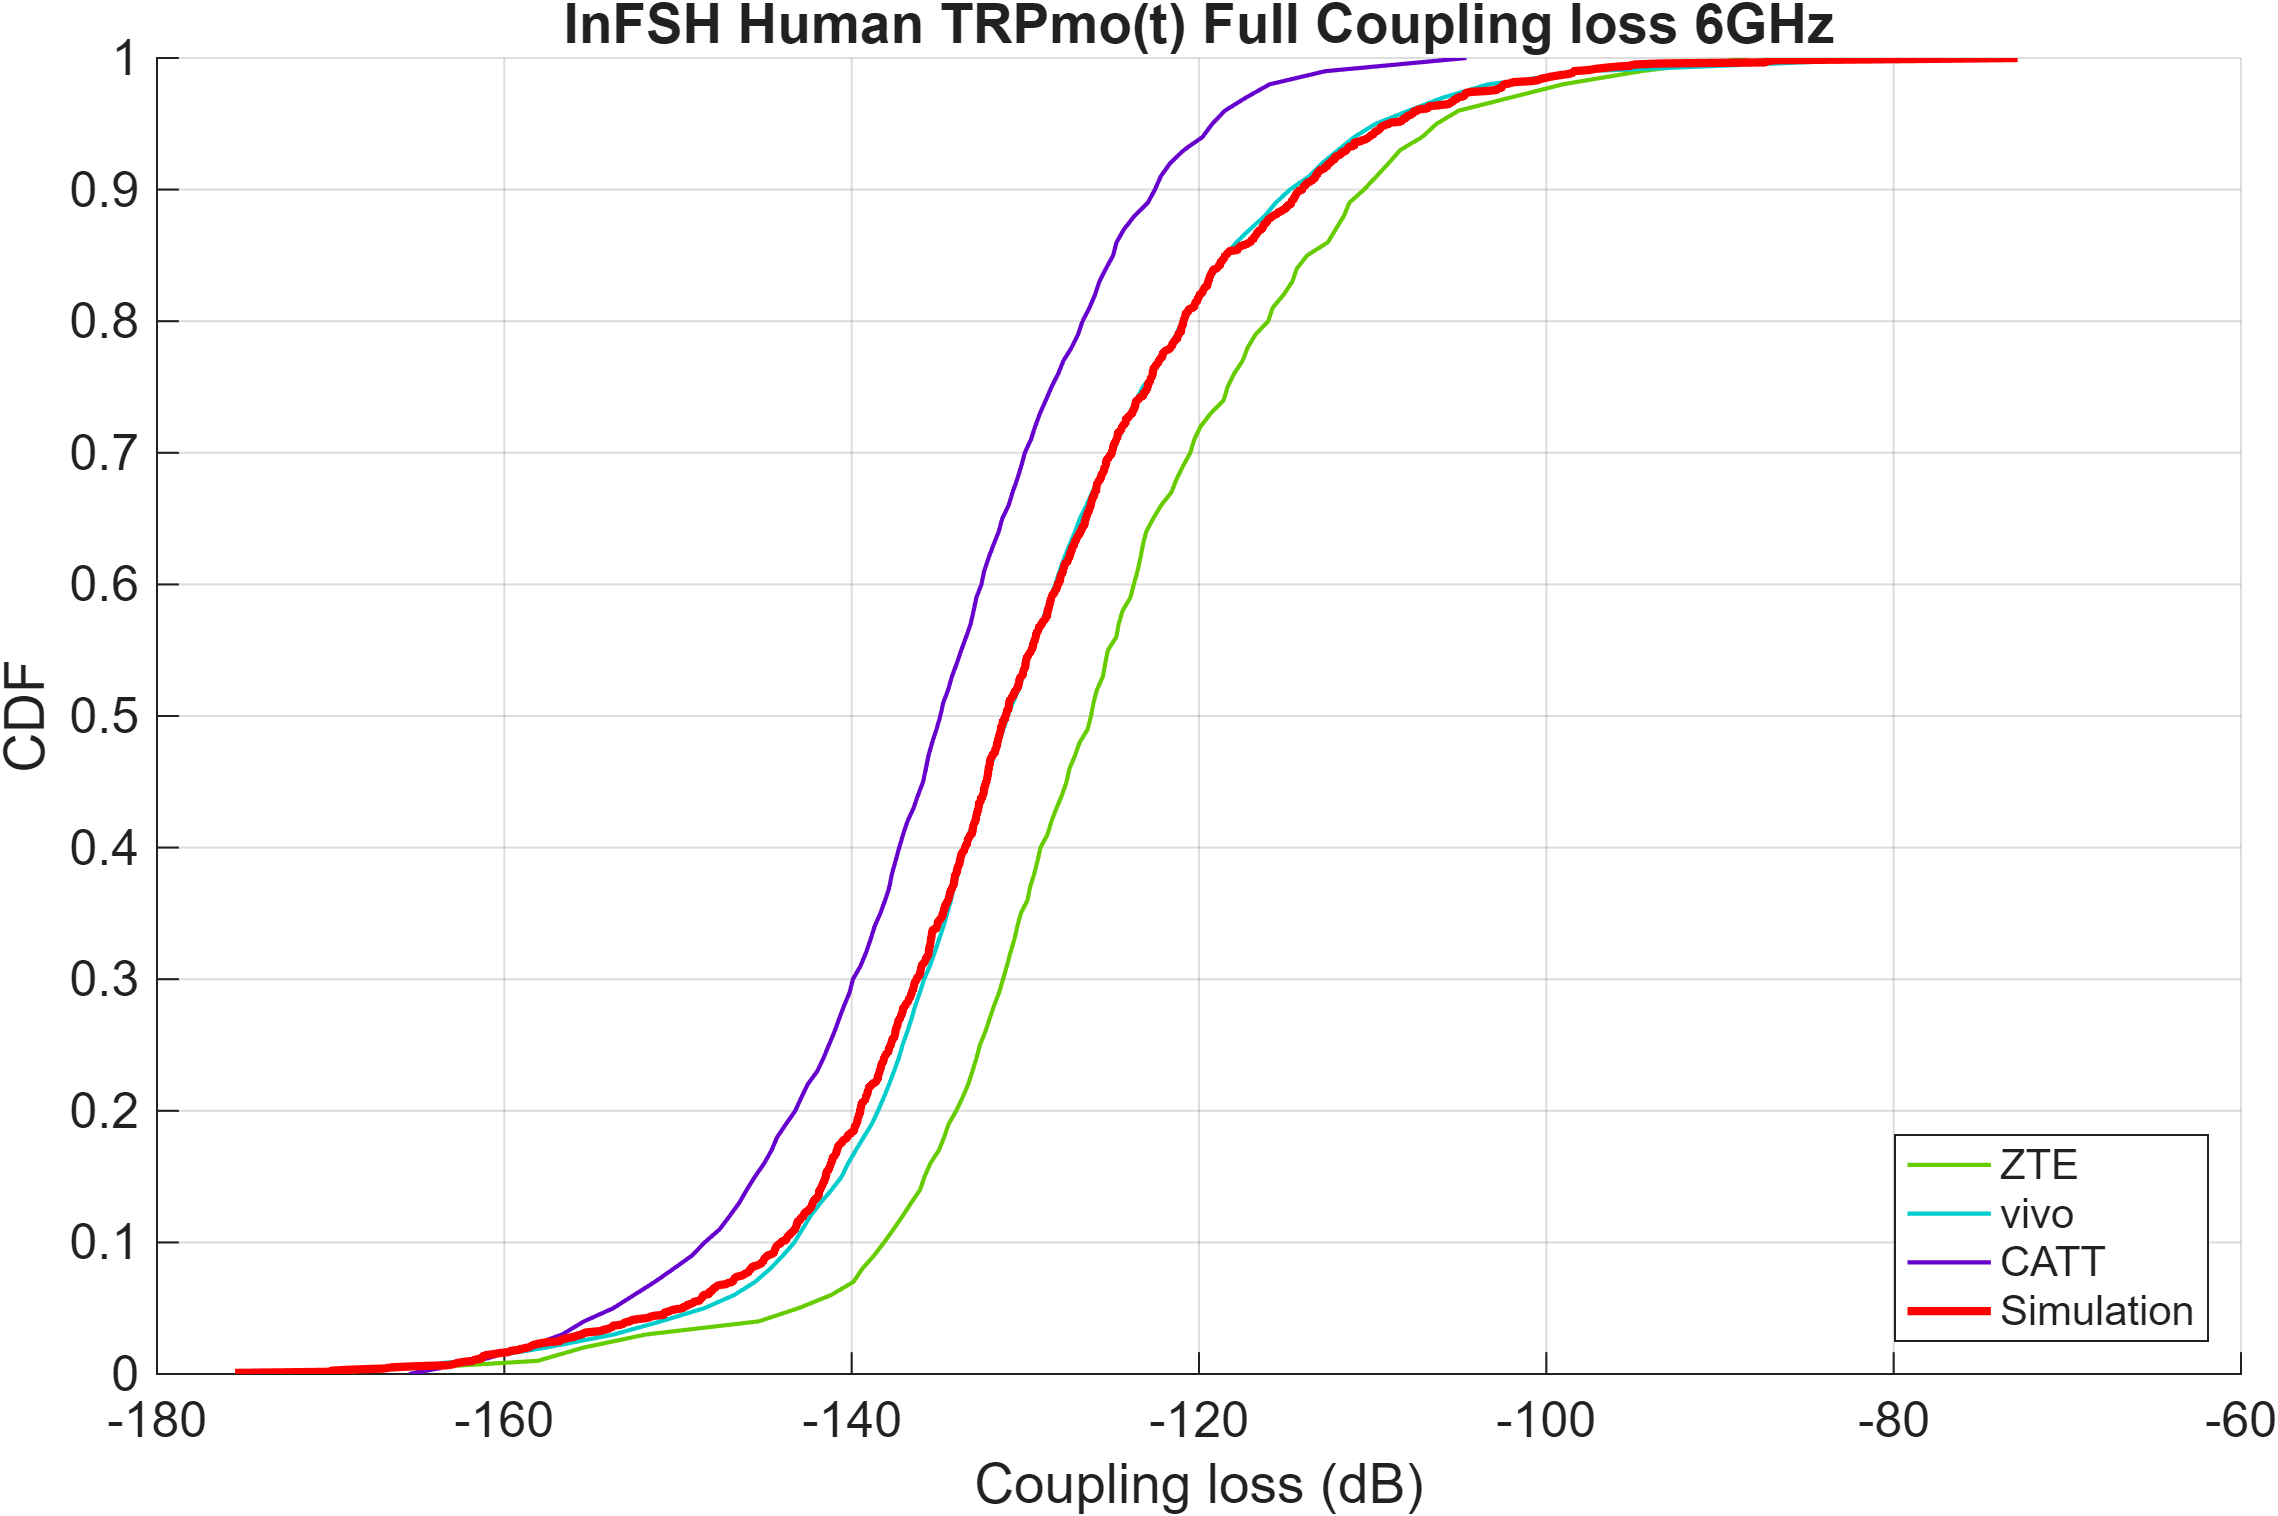 InFSH Human TRPmo(t) Full Coupling loss 6GHz
1
0.9
0.8
0.7
0.6
0.5
0.4
0.3
0.2
0.1
0
CDF
-180 -160 -140 -120 -100 -80 -60
Coupling loss (dB)
ZTE
vivo
CATT
Simulation